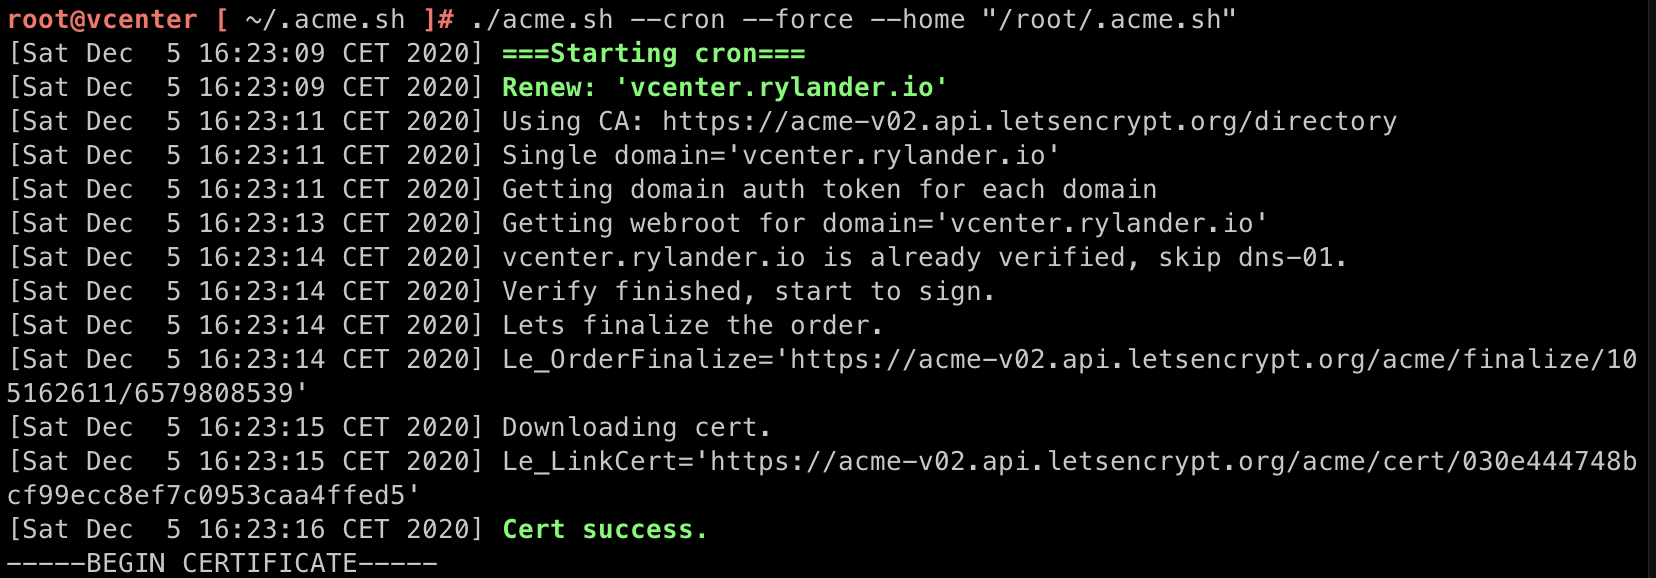 root@vcenter [ ~/.acme.sh ]# ./acme.sh --cron --force --home "/root/.acme.sh"
[Sat Dec  5 16:23:09 CET 2020] ===Starting cron===
[Sat Dec  5 16:23:09 CET 2020] Renew: 'vcenter.rylander.io'
[Sat Dec  5 16:23:11 CET 2020] Using CA: https://acme-v02.api.letsencrypt.org/directory
[Sat Dec  5 16:23:11 CET 2020] Single domain='vcenter.rylander.io'
[Sat Dec  5 16:23:11 CET 2020] Getting domain auth token for each domain
[Sat Dec  5 16:23:13 CET 2020] Getting webroot for domain='vcenter.rylander.io'
[Sat Dec  5 16:23:14 CET 2020] vcenter.rylander.io is already verified, skip dns-01.
[Sat Dec  5 16:23:14 CET 2020] Verify finished, start to sign.
[Sat Dec  5 16:23:14 CET 2020] Lets finalize the order.
[Sat Dec  5 16:23:14 CET 2020] Le_OrderFinalize='https://acme-v02.api.letsencrypt.org/acme/finalize/10
5162611/6579808539'
[Sat Dec  5 16:23:15 CET 2020] Downloading cert.
[Sat Dec  5 16:23:15 CET 2020] Le_LinkCert='https://acme-v02.api.letsencrypt.org/acme/cert/030e444748b
cf99ecc8ef7c0953caa4ffed5'
[Sat Dec  5 16:23:16 CET 2020] Cert success.
-----BEGIN CERTIFICATE-----